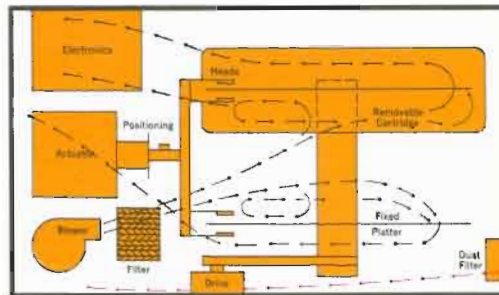 Electronics
Heads
Removable
Cartridge
Positioning
Actuator
Blower
Filter
Fixed
Platter
Drive
Dust
Filter